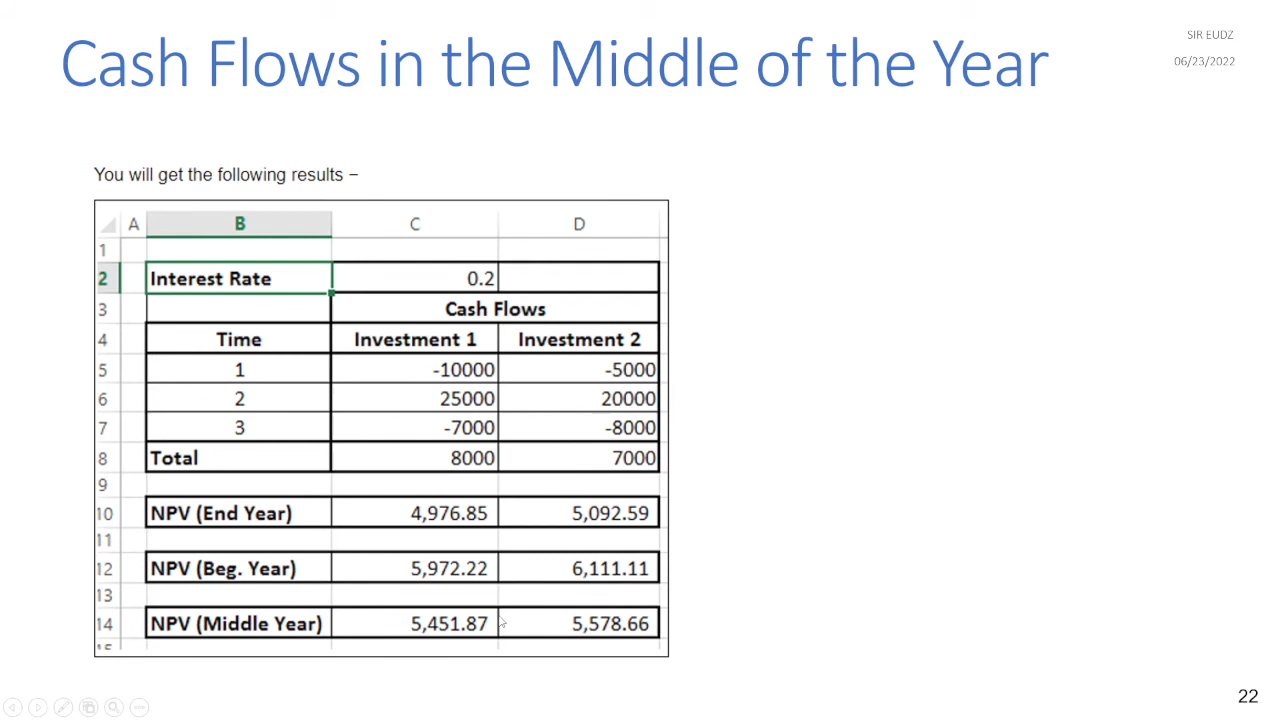 Cash Flows in the Middle of the Year
SIR EUDZ
06/23/2022
You will get the following results −
A B C D
1
2 Interest Rate 0.2
3 Cash Flows
4 Time Investment 1 Investment 2
5 1 -10000 -5000
6 2 25000 20000
7 3 -7000 -8000
8 Total 8000 7000
9
10 NPV (End Year) 4,976.85 5,092.59
11
12 NPV (Beg. Year) 5,972.22 6,111.11
13
14 NPV (Middle Year) 5,451.87 5,578.66
22